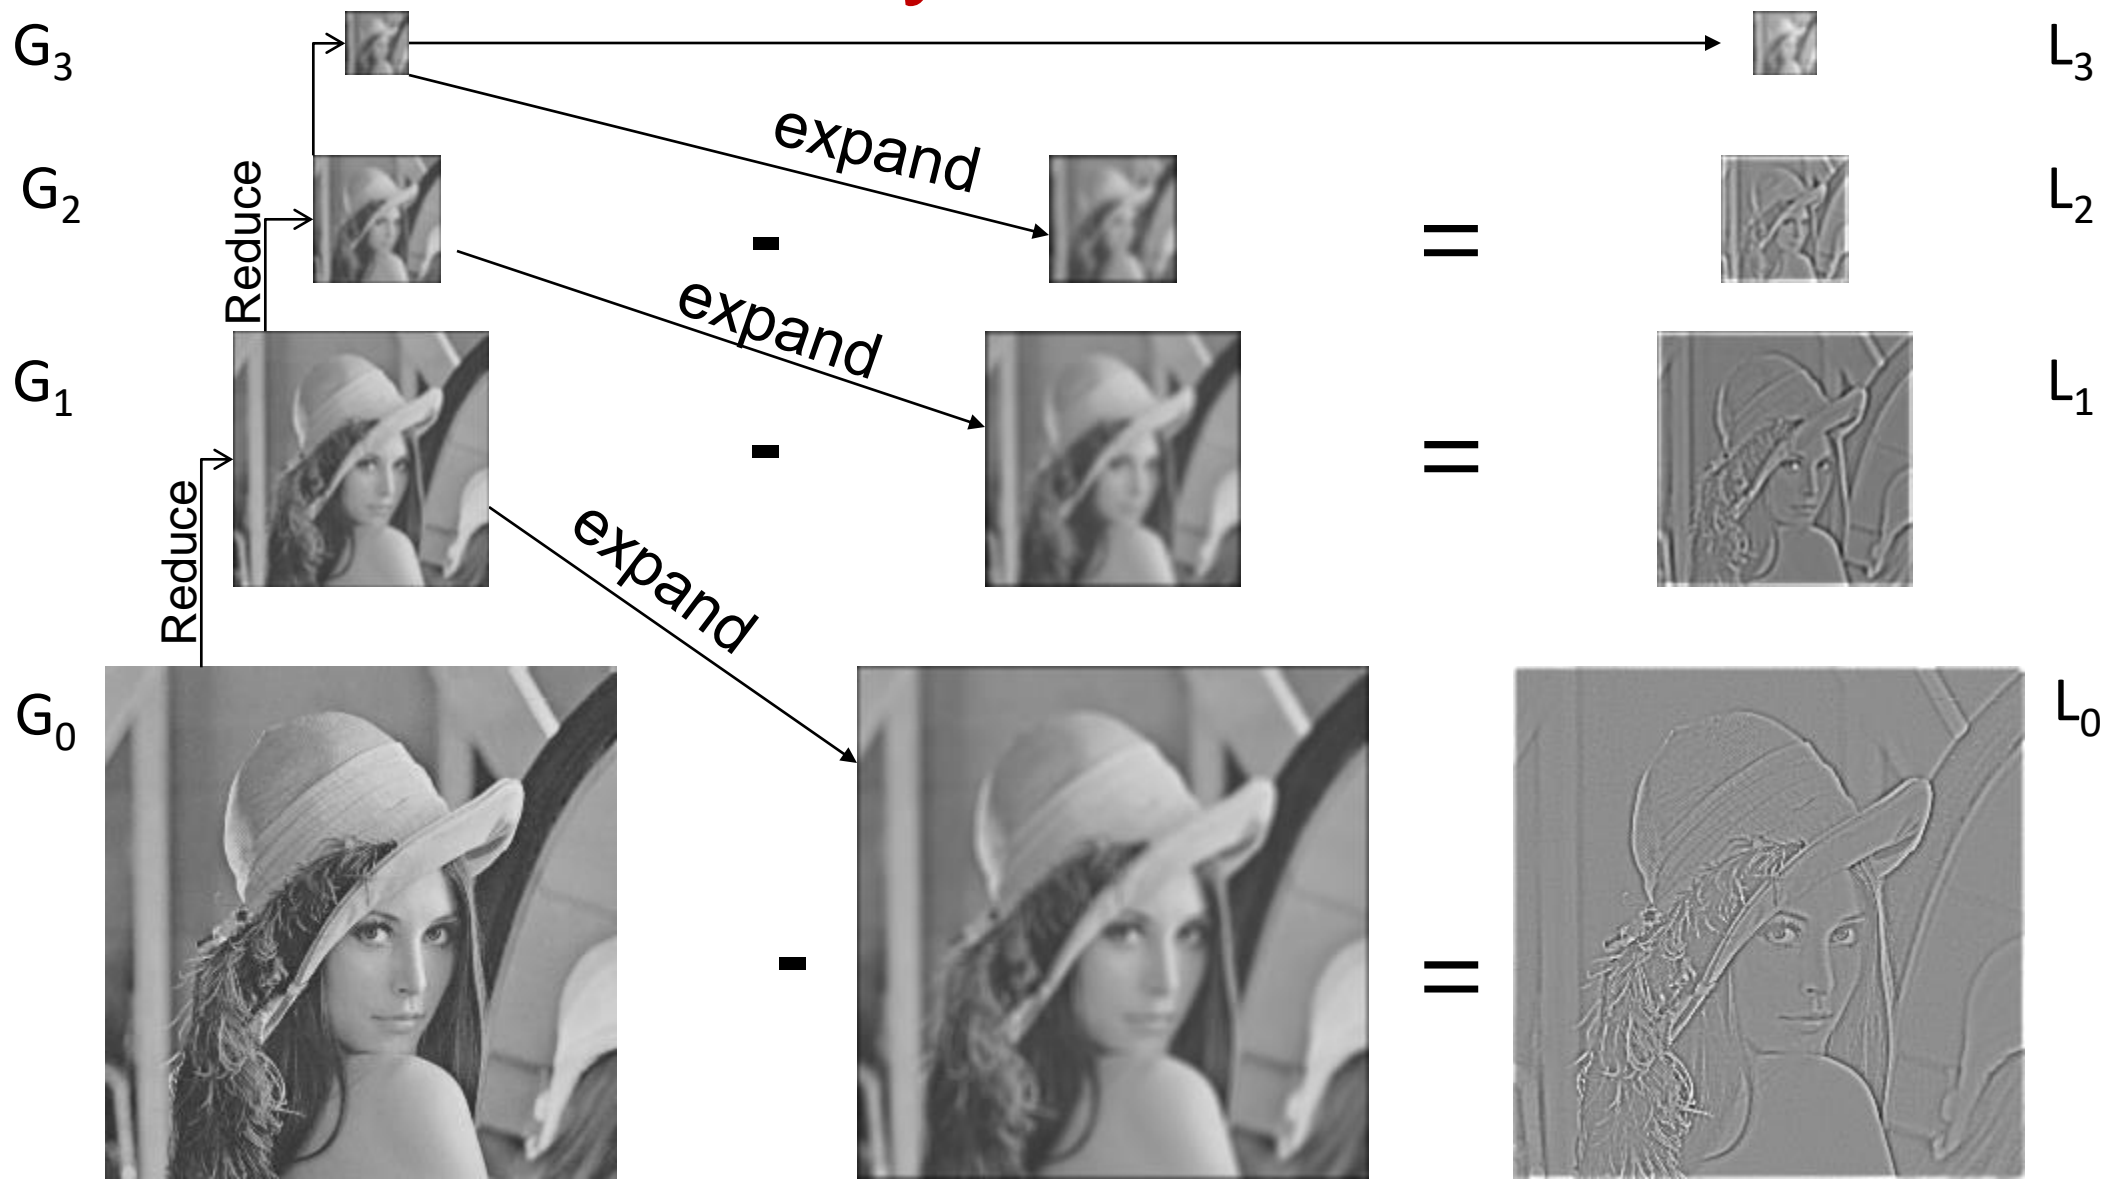 G3 L3
expand
G2 Reduce - = L2
expand
G1 - = L1
Reduce expand
G0 L0
- =